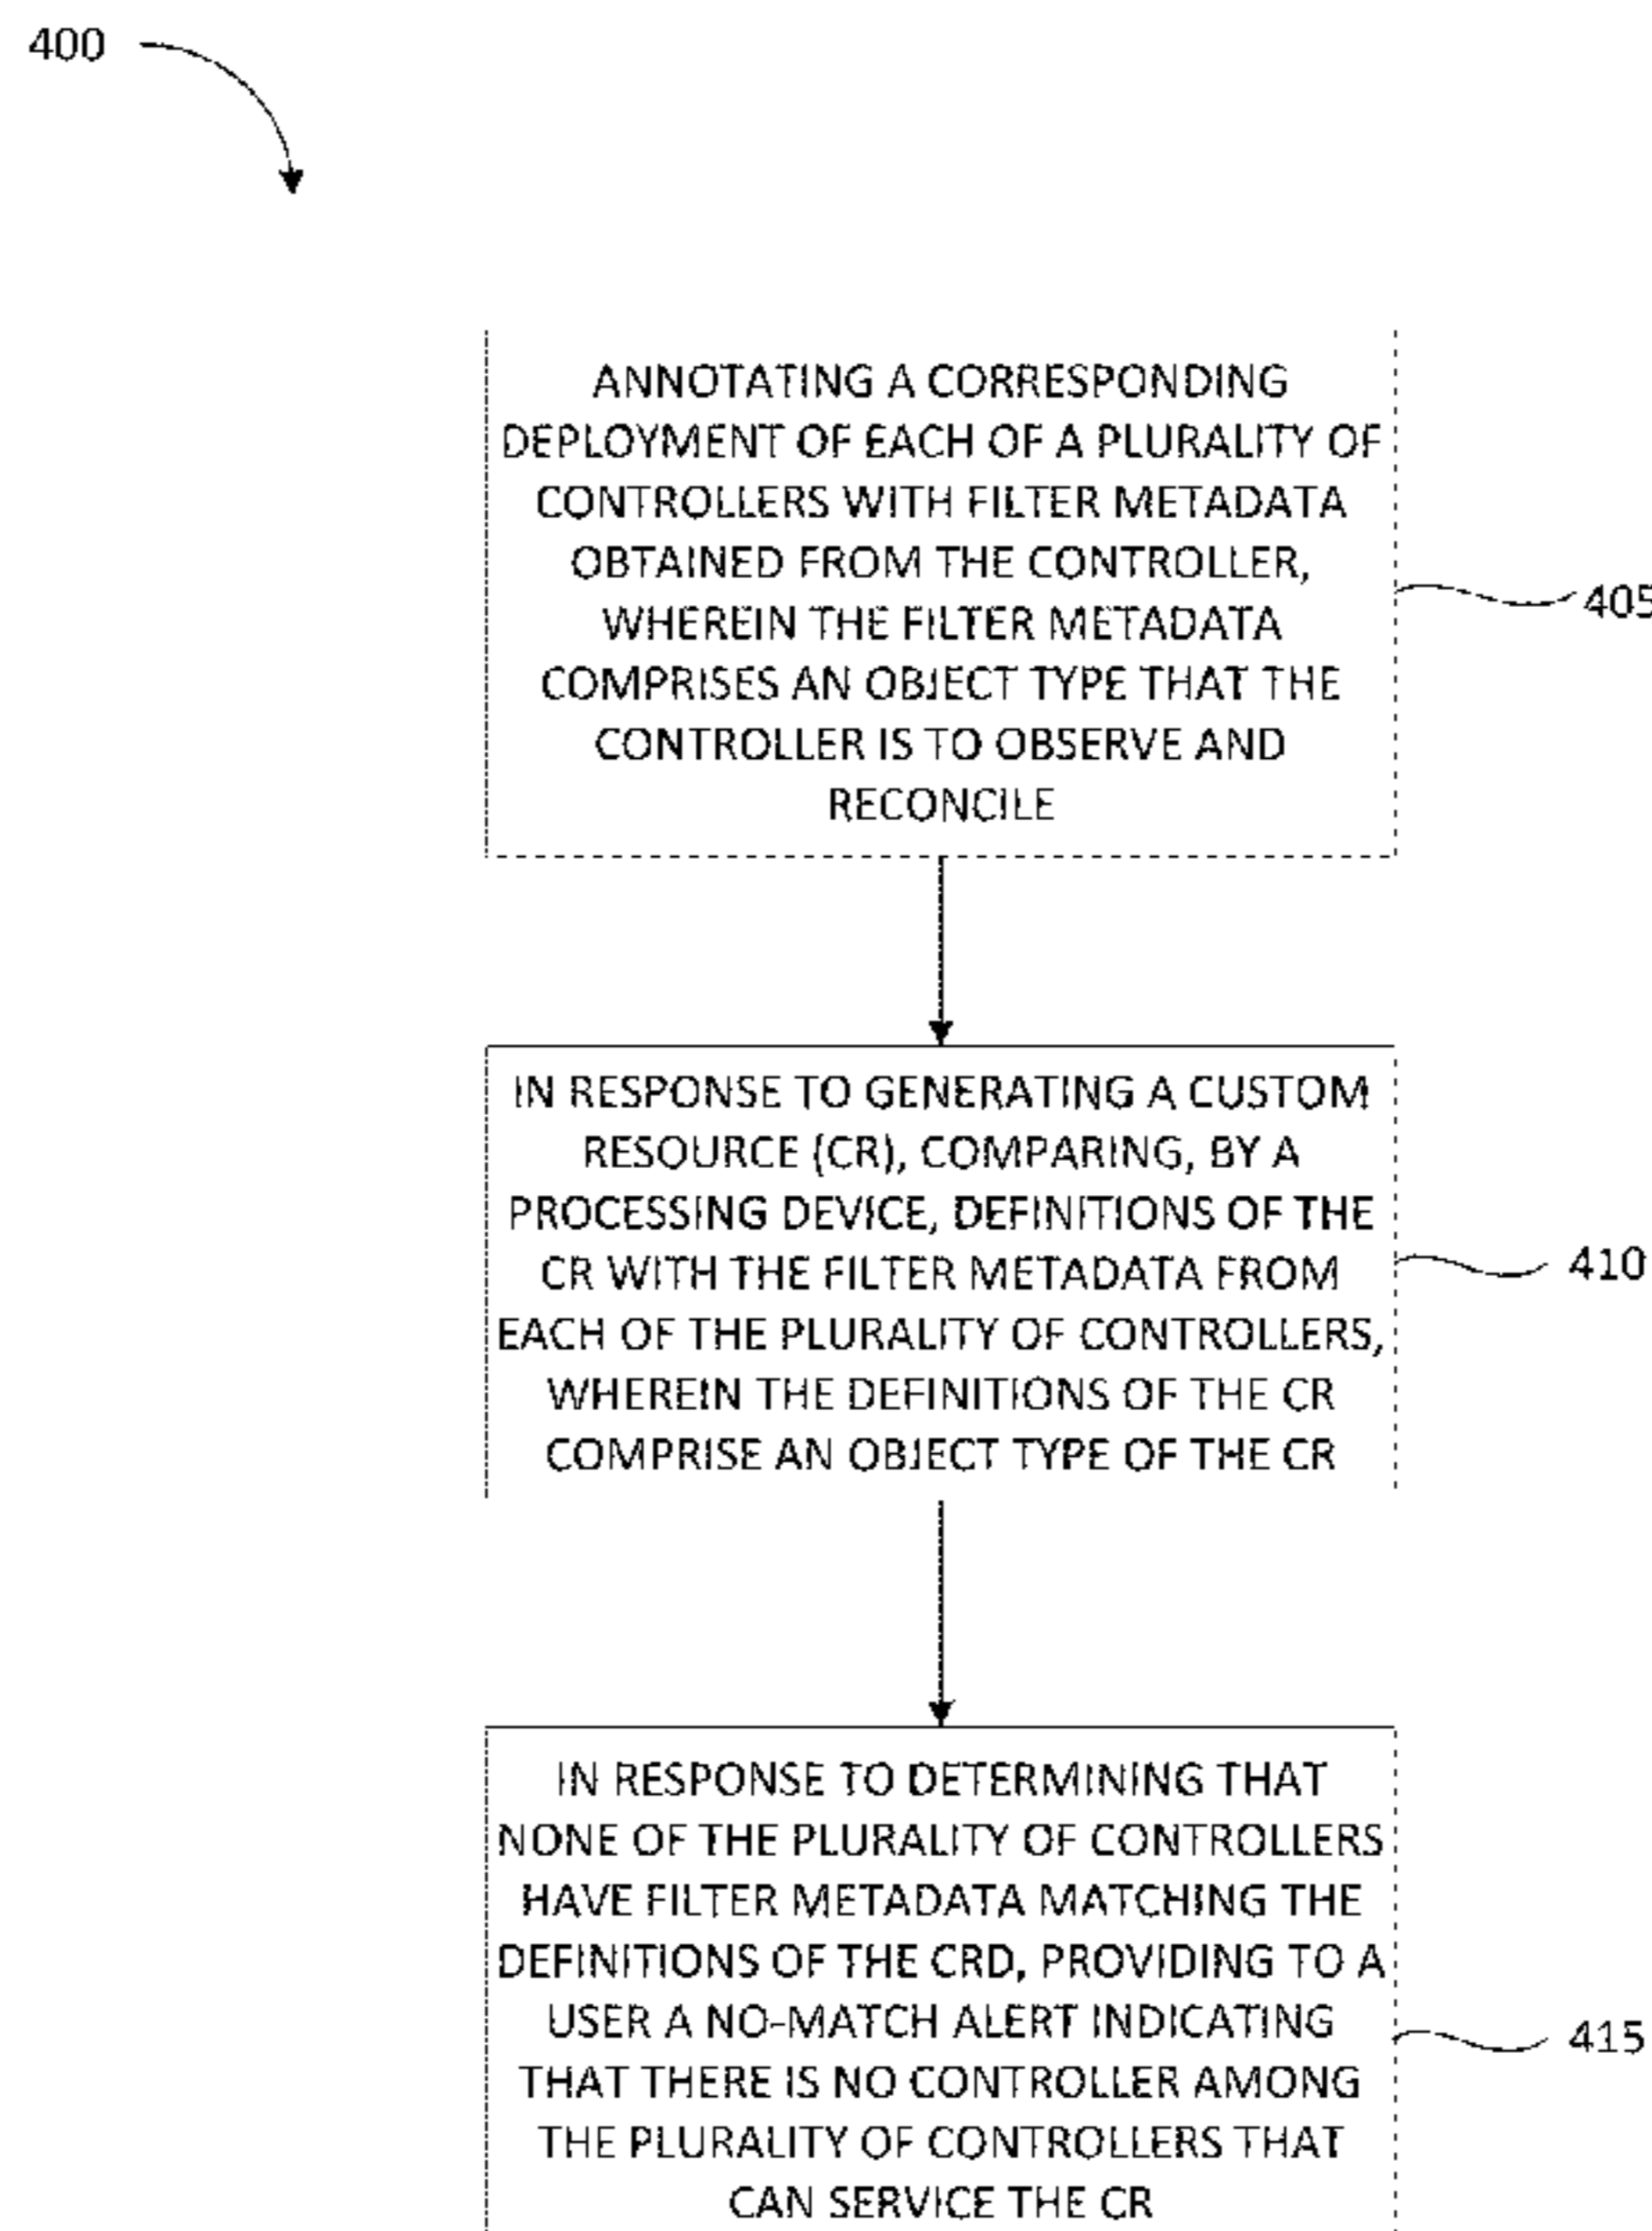 400
ANNOTATING A CORRESPONDING
DEPLOYMENT OF EACH OF A PLURALITY OF
CONTROLLERS WITH FILTER METADATA
OBTAINED FROM THE CONTROLLER,
WHEREIN THE FILTER METADATA
COMPRISES AN OBJECT TYPE THAT THE
CONTROLLER IS TO OBSERVE AND
RECONCILE
405
IN RESPONSE TO GENERATING A CUSTOM
RESOURCE (CR), COMPARING, BY A
PROCESSING DEVICE, DEFINITIONS OF THE
CR WITH THE FILTER METADATA FROM
EACH OF THE PLURALITY OF CONTROLLERS,
WHEREIN THE DEFINITIONS OF THE CR
COMPRISE AN OBJECT TYPE OF THE CR
410
IN RESPONSE TO DETERMINING THAT
NONE OF THE PLURALITY OF CONTROLLERS
HAVE FILTER METADATA MATCHING THE
DEFINITIONS OF THE CRD, PROVIDING TO A
USER A NO-MATCH ALERT INDICATING
THAT THERE IS NO CONTROLLER AMONG
THE PLURALITY OF CONTROLLERS THAT
CAN SERVICE THE CR
415